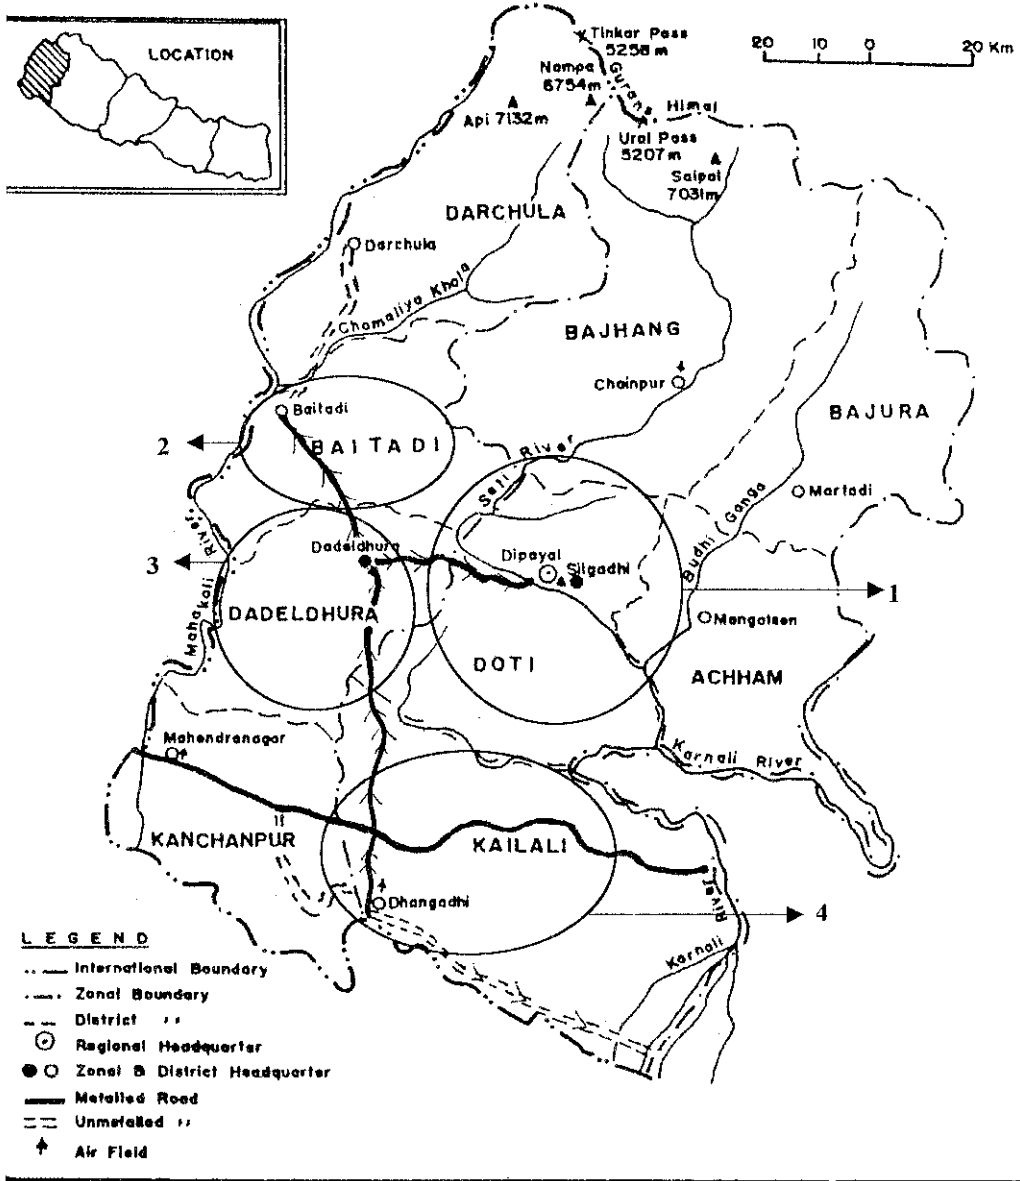 LOCATION
20 10 0 20 Km
Tinkar Pass
5258 m
Nampa
6754m
Api 7132m
Gurans Himal
Urai Pass
5207m
Saipal
7031m
DARCHULA
Darchula
Chamaliya Khola
BAJHANG
Chainpur
BAJURA
Baitadi
BAITADI
2
Seti River
Martadi
Budhi Ganga
3
Dadeldhura
Dipayal
Silgadhi
1
Mahakali River
DADELDHURA
Mangalsen
DOTI
ACHHAM
Mahendranagar
Karnali River
KANCHANPUR
KAILALI
Dhangadhi
4
Karnali River
LEGEND
International Boundary
Zonal Boundary
District ,,
Regional Headquarter
Zonal & District Headquarter
Metalled Road
Unmetalled ,,
Air Field